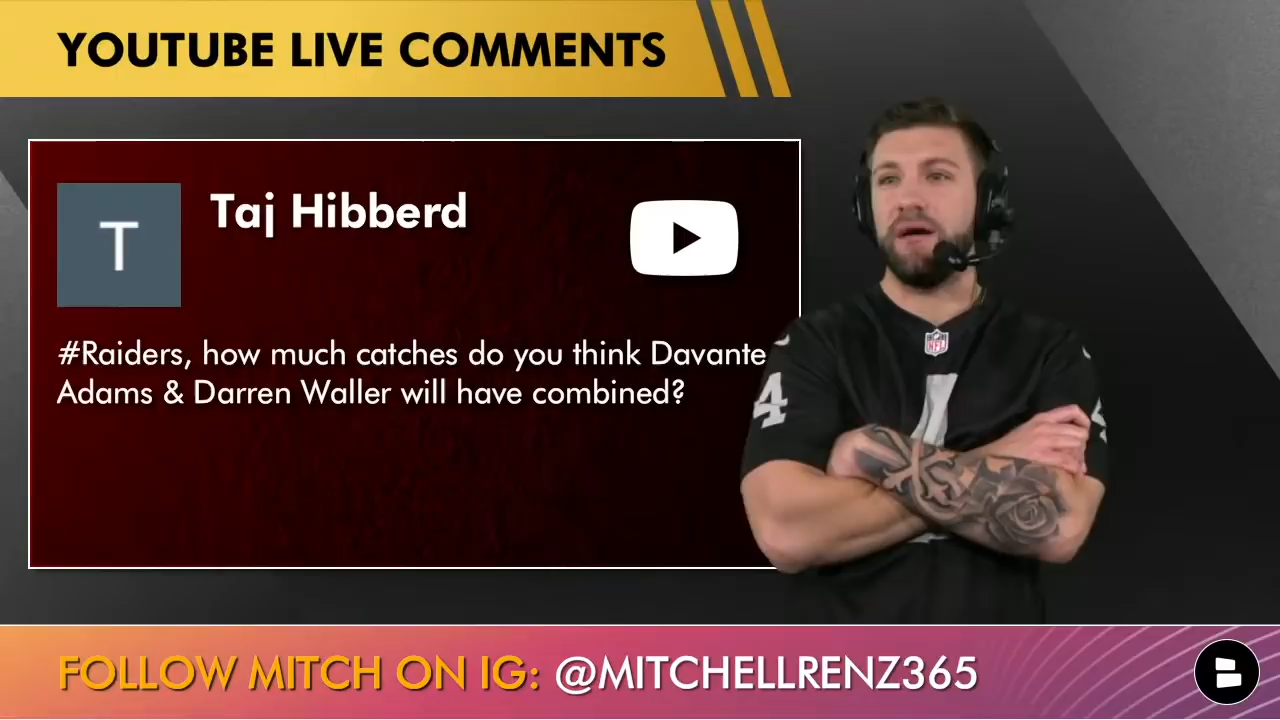 YOUTUBE LIVE COMMENTS
T
Taj Hibberd
#Raiders, how much catches do you think Davante
Adams & Darren Waller will have combined?
NFL
4
FOLLOW MITCH ON IG: @MITCHELLRENZ365